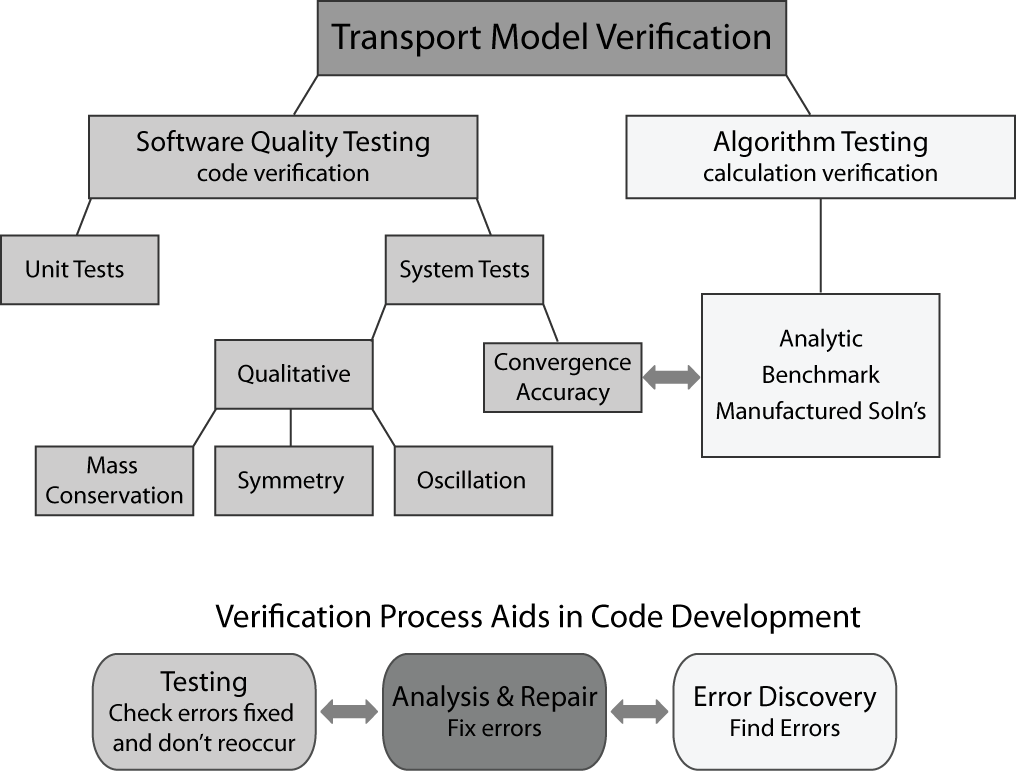 Transport Model Verification
Software Quality Testing
code verification
Algorithm Testing
calculation verification
Unit Tests
System Tests
Analytic
Benchmark
Manufactured Soln's
Qualitative
Convergence
Accuracy
Mass
Conservation
Symmetry
Oscillation
Verification Process Aids in Code Development
Testing
Check errors fixed
and don't reoccur
Analysis & Repair
Fix errors
Error Discovery
Find Errors